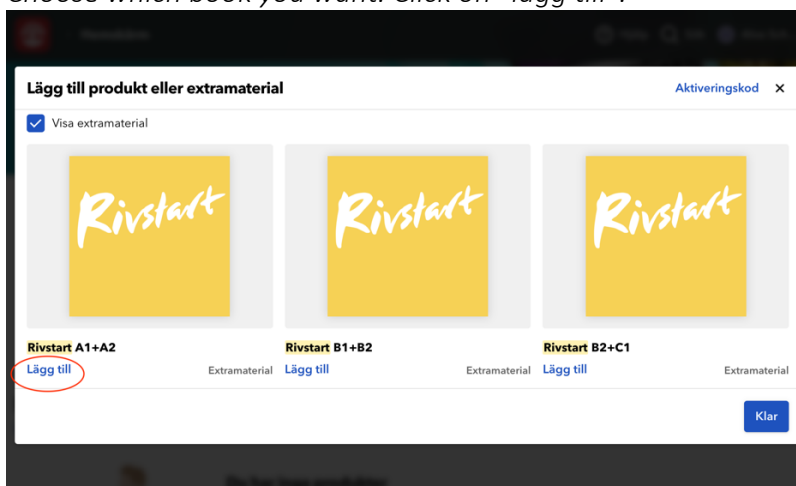 Choose which book you want. Click on "lägg till".
Lägg till produkt eller extramaterial
Aktiveringskod
Visa extramaterial
Rivstart
Rivstart
Rivstart
Rivstart A1+A2
Lägg till
Extramaterial
Rivstart B1+B2
Lägg till
Extramaterial
Rivstart B2+C1
Lägg till
Extramaterial
Klar